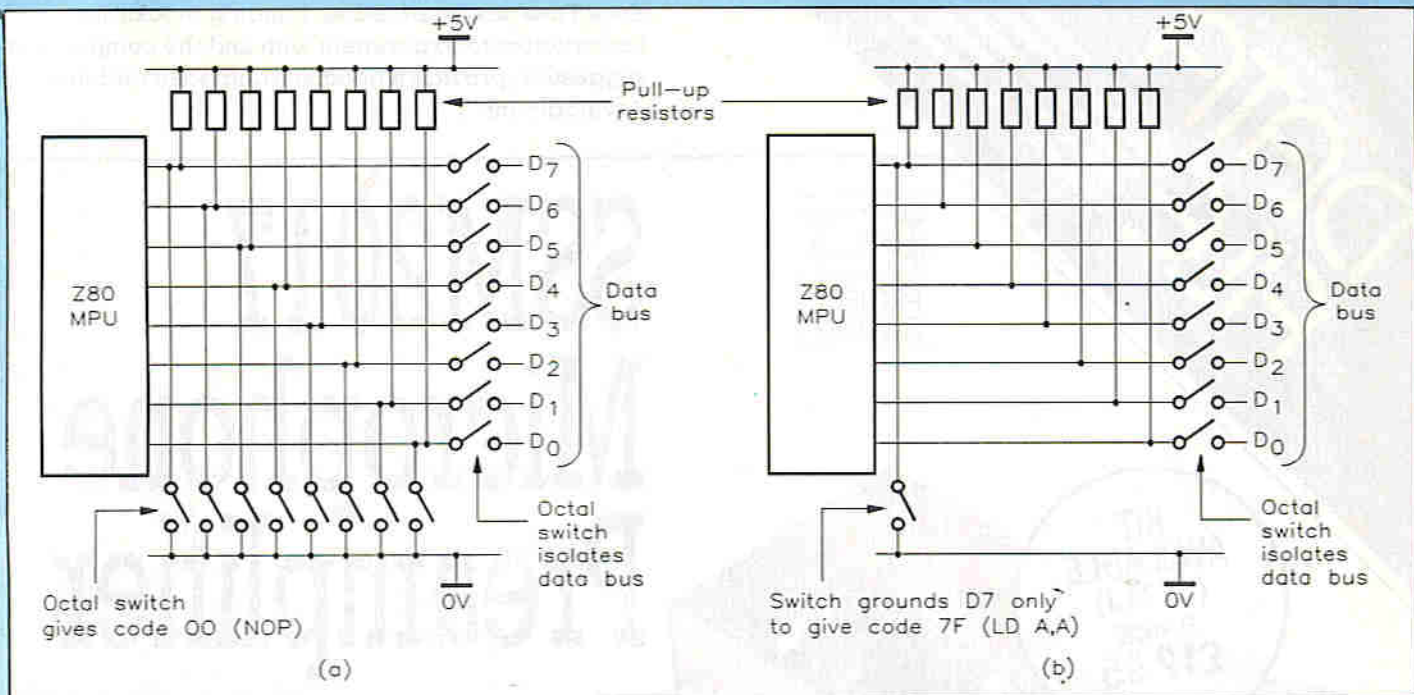 +5V
Pull-up
resistors
+5V
Z80
MPU
D7
D6
D5
D4
D3
D2
D1
D0
Data
bus
Octal
switch
isolates
data bus
0V
Octal switch
gives code 00 (NOP)
(a)
Z80
MPU
D7
D6
D5
D4
D3
D2
D1
D0
Data
bus
Octal
switch
isolates
data bus
0V
Switch grounds D7 only
to give code 7F (LD A,A)
(b)